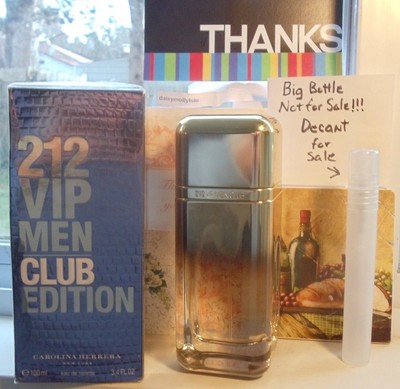 THANKS
daisymollylulu
Big Bottle
Not for Sale!!!
Decant
for
Sale
212
VIP
MEN
CLUB
EDITION
CAROLINA HERRERA
NEW YORK
100ml EAU DE TOILETTE 3.4 FL.OZ